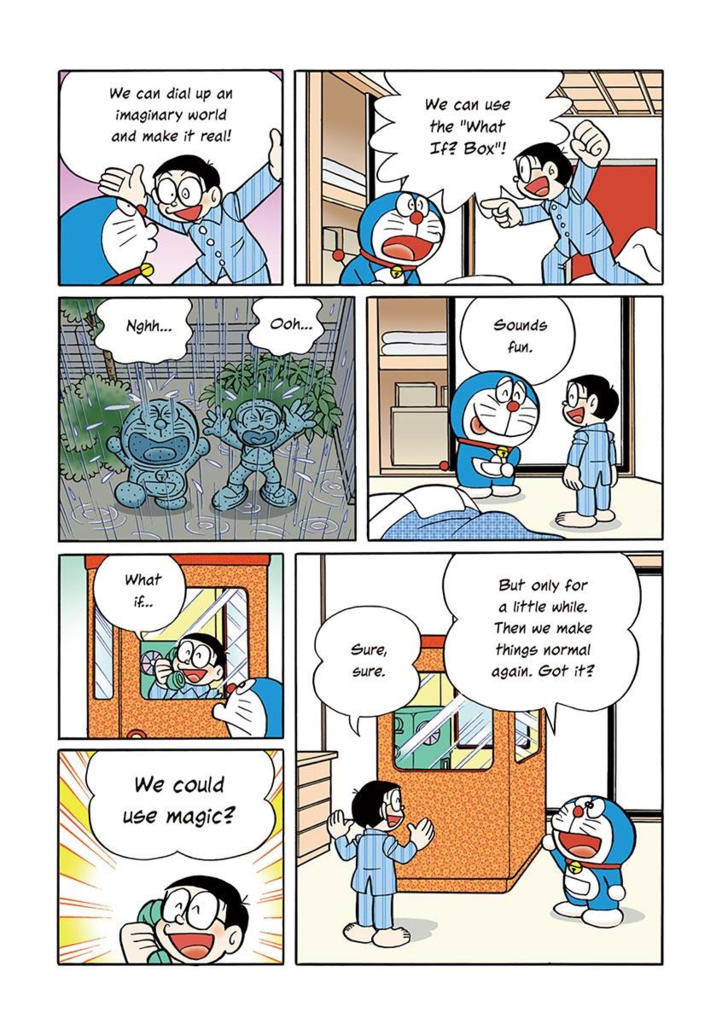 We can use
the "What
If? Box"!
We can dial up an
imaginary world
and make it real!
Sounds
fun.
Ooh...
Nghh...
But only for
a little while.
Then we make
things normal
again. Got it?
Sure,
sure.
What
if...
We could
use magic?